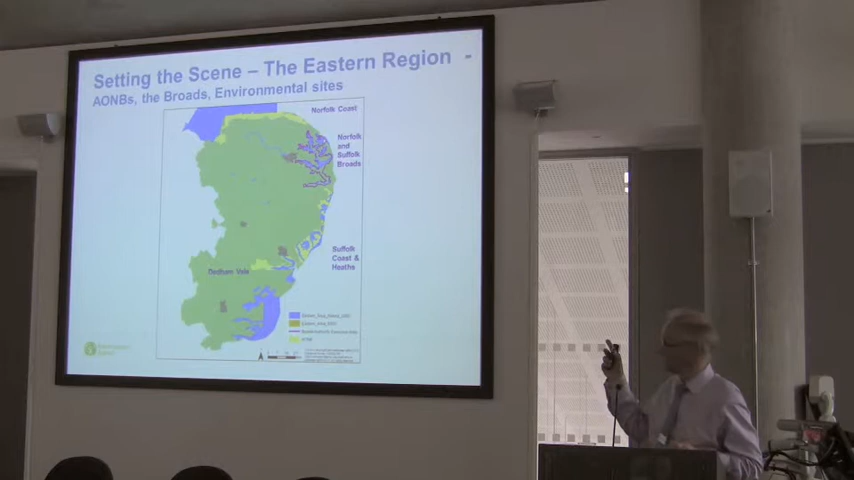 Setting the Scene – The Eastern Region -
AONBs, the Broads, Environmental sites
Norfolk Coast
Norfolk
and
Suffolk
Broads
Suffolk
Coast &
Heaths
Dedham Vale